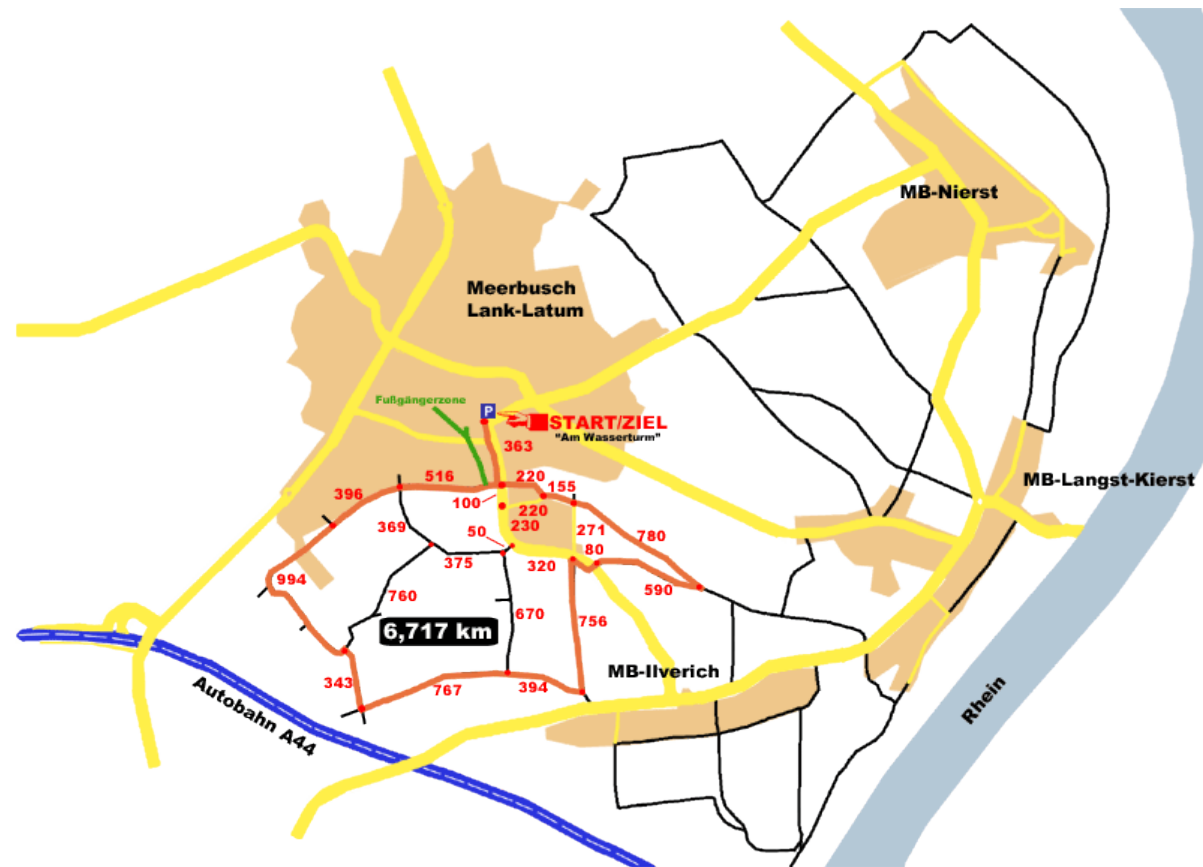 MB-Nierst
Meerbusch
Lank-Latum
Fußgängerzone
P
START/ZIEL
"Am Wasserturm"
363
516
220
155
MB-Langst-Kierst
396
100
220
369
230
271
780
50
80
375
320
590
994
760
670
756
6,717 km
MB-Ilverich
343
767
394
Rhein
Autobahn A44